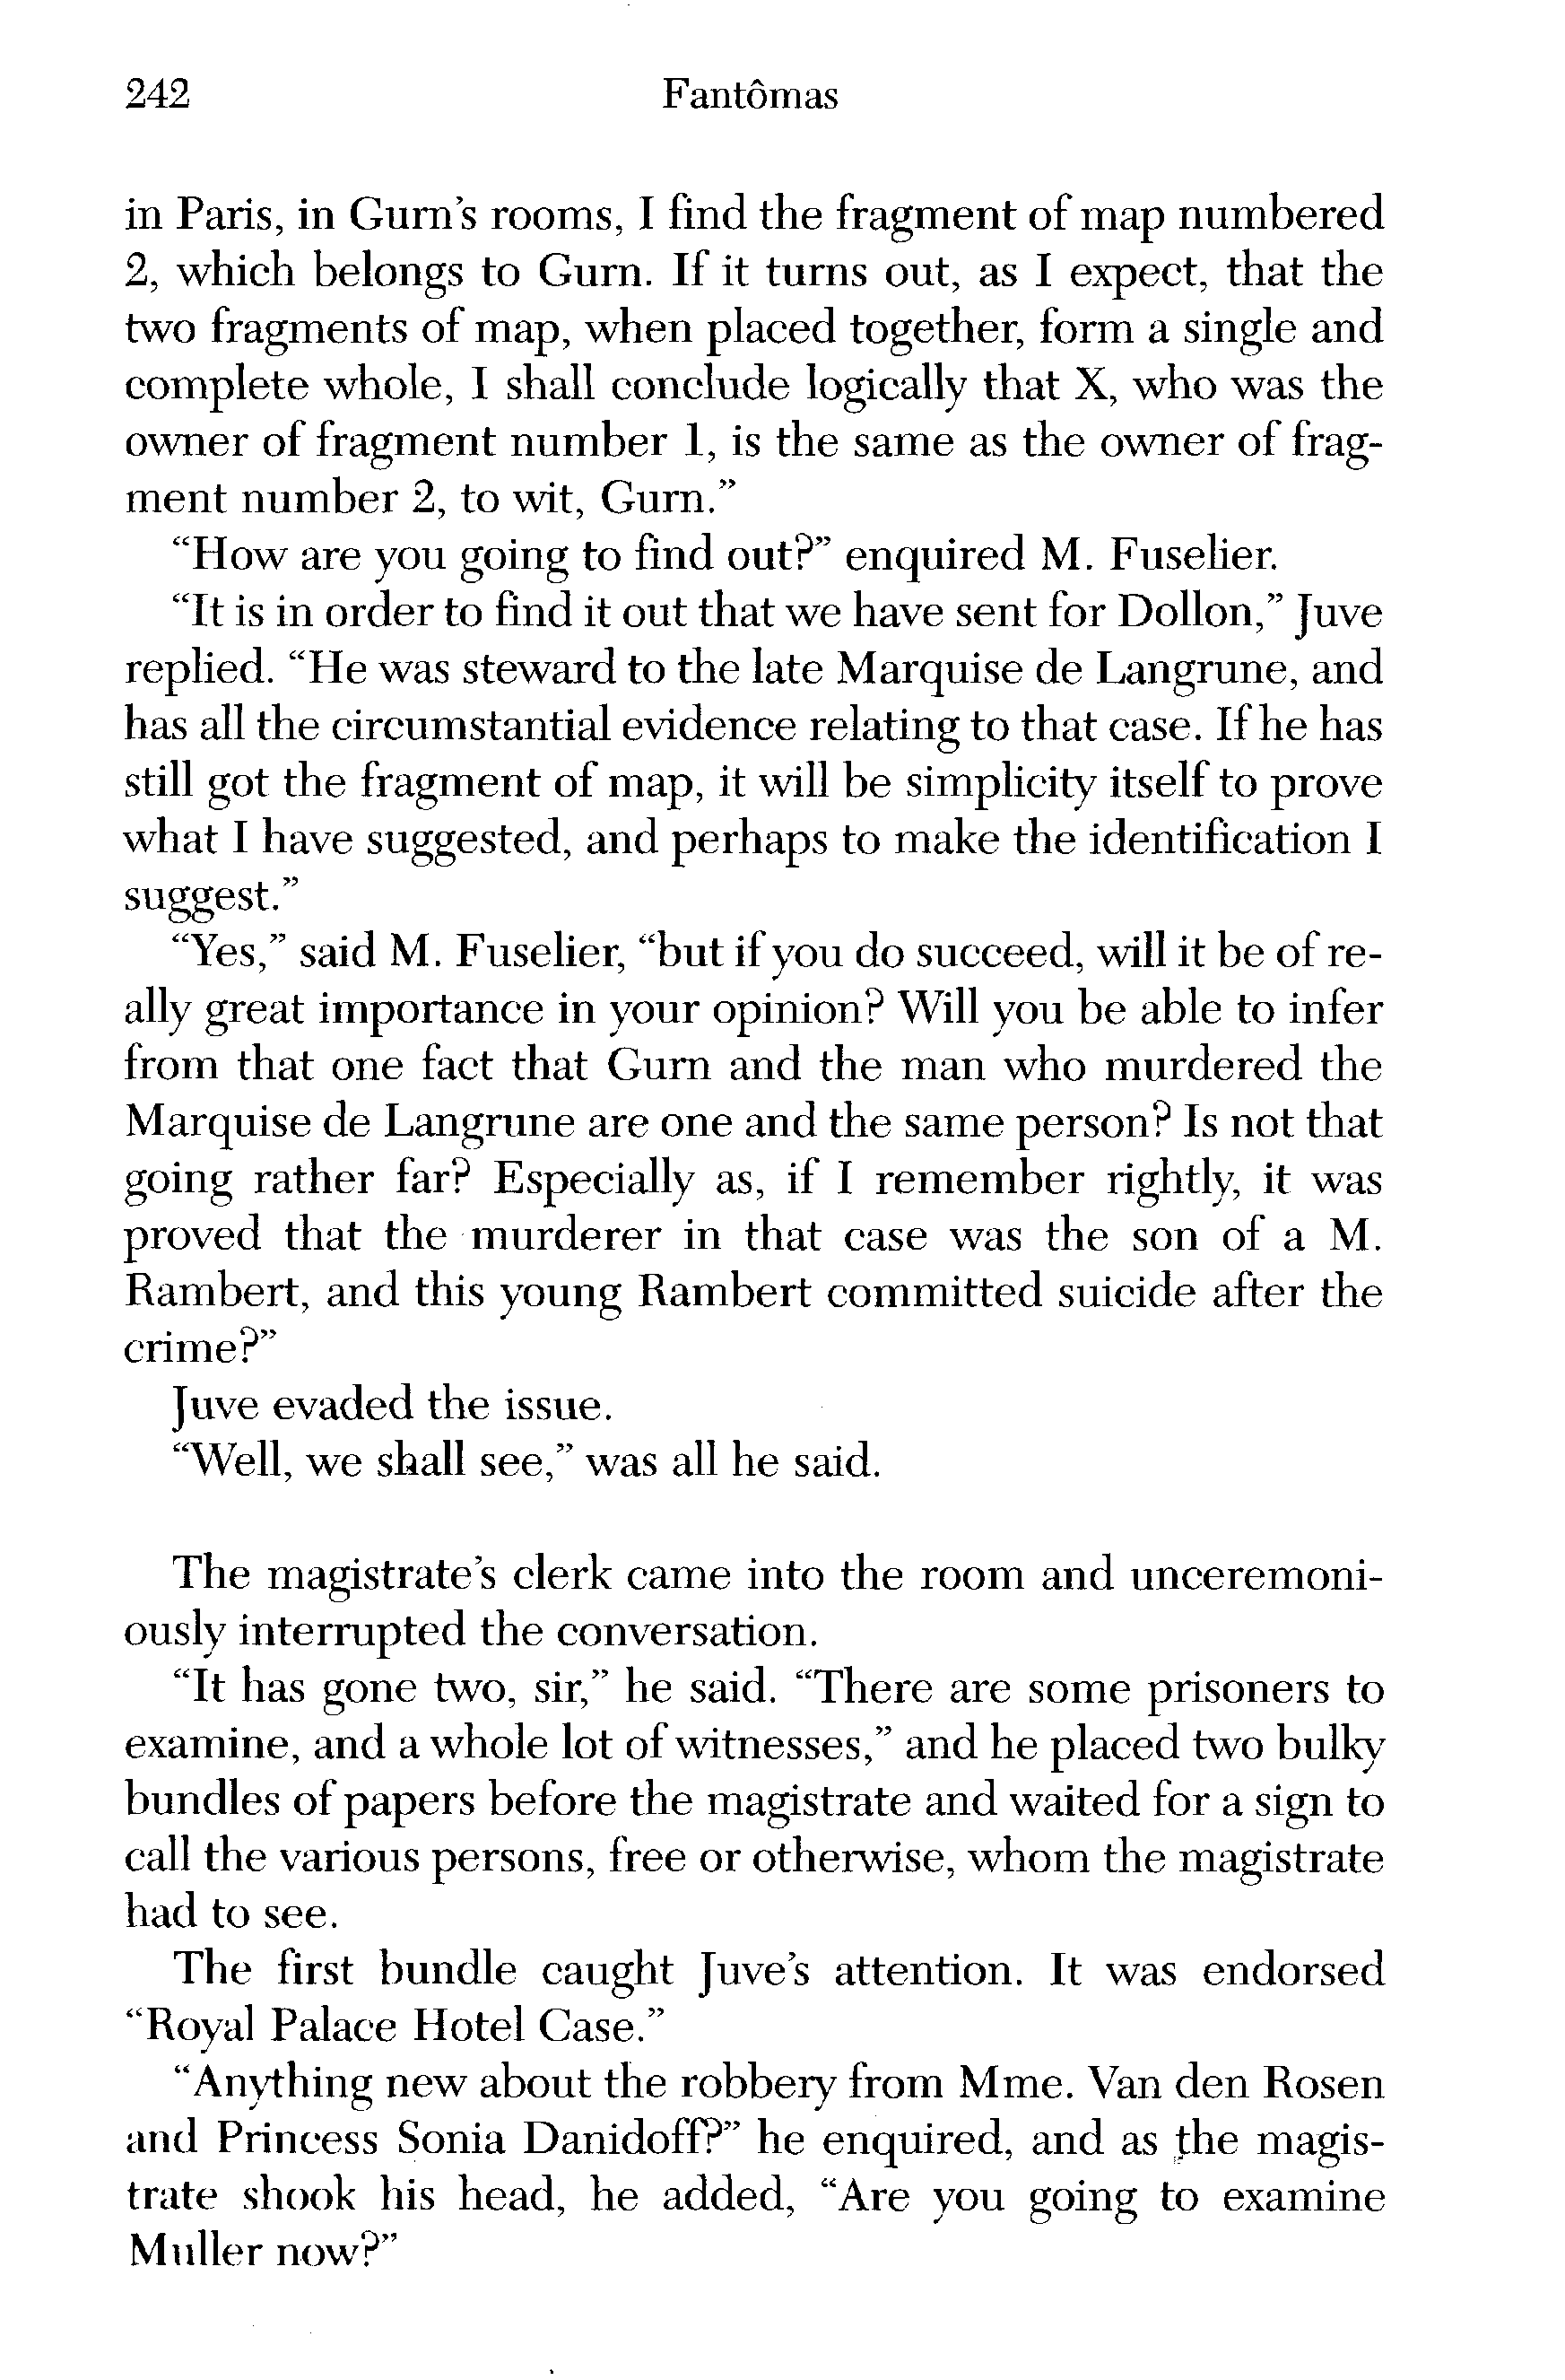 242 Fantômas
in Paris, in Gurn’s rooms, I find the fragment of map numbered
2, which belongs to Gurn. If it turns out, as I expect, that the
two fragments of map, when placed together, form a single and
complete whole, I shall conclude logically that X, who was the
owner of fragment number 1, is the same as the owner of frag-
ment number 2, to wit, Gurn.”
“How are you going to find out?” enquired M. Fuselier.
“It is in order to find it out that we have sent for Dollon,” Juve
replied. “He was steward to the late Marquise de Langrune, and
has all the circumstantial evidence relating to that case. If he has
still got the fragment of map, it will be simplicity itself to prove
what I have suggested, and perhaps to make the identification I
suggest.”
“Yes,” said M. Fuselier, “but if you do succeed, will it be of re-
ally great importance in your opinion? Will you be able to infer
from that one fact that Gurn and the man who murdered the
Marquise de Langrune are one and the same person? Is not that
going rather far? Especially as, if I remember rightly, it was
proved that the murderer in that case was the son of a M.
Rambert, and this young Rambert committed suicide after the
crime?”
Juve evaded the issue.
“Well, we shall see,” was all he said.
The magistrate’s clerk came into the room and unceremoni-
ously interrupted the conversation.
“It has gone two, sir,” he said. “There are some prisoners to
examine, and a whole lot of witnesses,” and he placed two bulky
bundles of papers before the magistrate and waited for a sign to
call the various persons, free or otherwise, whom the magistrate
had to see.
The first bundle caught Juve’s attention. It was endorsed
“Royal Palace Hotel Case.”
“Anything new about the robbery from Mme. Van den Rosen
and Princess Sonia Danidoff?” he enquired, and as the magis-
trate shook his head, he added, “Are you going to examine
Muller now?”